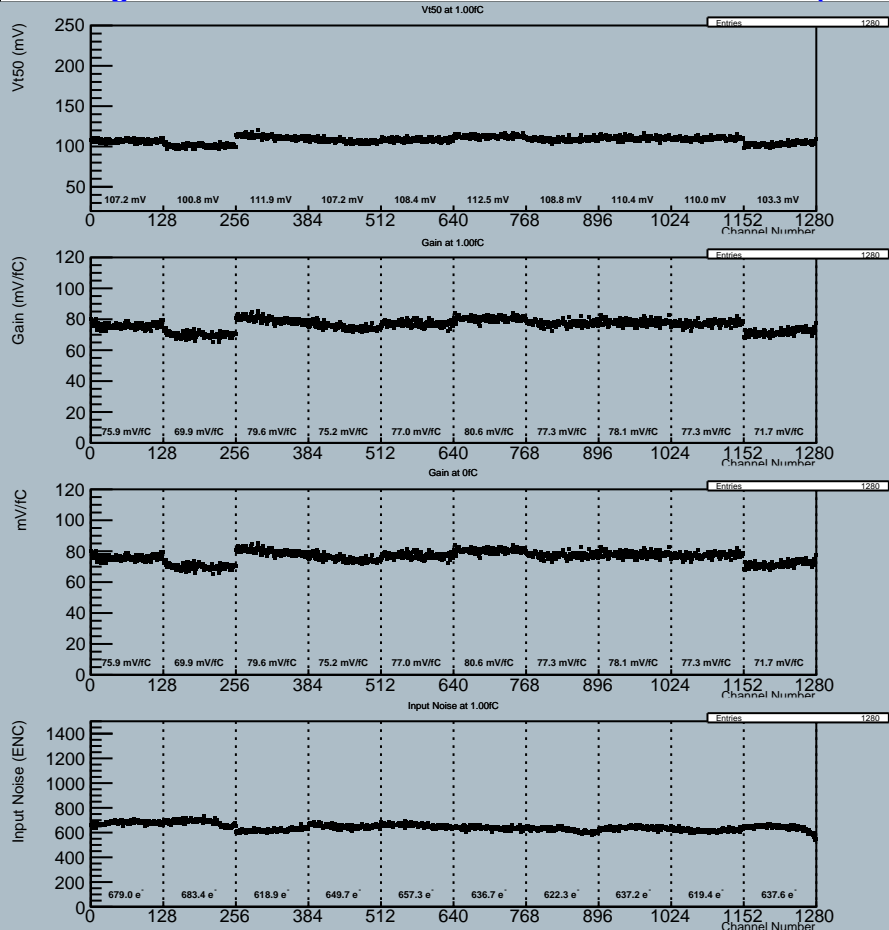 Vt50 at 1.00fC
Entries 1280
Vt50 (mV)
250
200
150
100
50
107.2 mV 100.8 mV 111.9 mV 107.2 mV 108.4 mV 112.5 mV 108.8 mV 110.4 mV 110.0 mV 103.3 mV
0 128 256 384 512 640 768 896 1024 1152 1280
Channel Number
Gain at 1.00fC
Entries 1280
Gain (mV/fC)
120
100
80
60
40
20
0
75.9 mV/fC 69.9 mV/fC 79.6 mV/fC 75.2 mV/fC 77.0 mV/fC 80.6 mV/fC 77.3 mV/fC 78.1 mV/fC 77.3 mV/fC 71.7 mV/fC
0 128 256 384 512 640 768 896 1024 1152 1280
Channel Number
Gain at 0fC
Entries 1280
mV/fC
120
100
80
60
40
20
0
75.9 mV/fC 69.9 mV/fC 79.6 mV/fC 75.2 mV/fC 77.0 mV/fC 80.6 mV/fC 77.3 mV/fC 78.1 mV/fC 77.3 mV/fC 71.7 mV/fC
0 128 256 384 512 640 768 896 1024 1152 1280
Channel Number
Input Noise at 1.00fC
Entries 1280
Input Noise (ENC)
1400
1200
1000
800
600
400
200
0
679.0 e⁻ 683.4 e⁻ 618.9 e⁻ 649.7 e⁻ 657.3 e⁻ 636.7 e⁻ 622.3 e⁻ 637.2 e⁻ 619.4 e⁻ 637.6 e⁻
0 128 256 384 512 640 768 896 1024 1152 1280
Channel Number